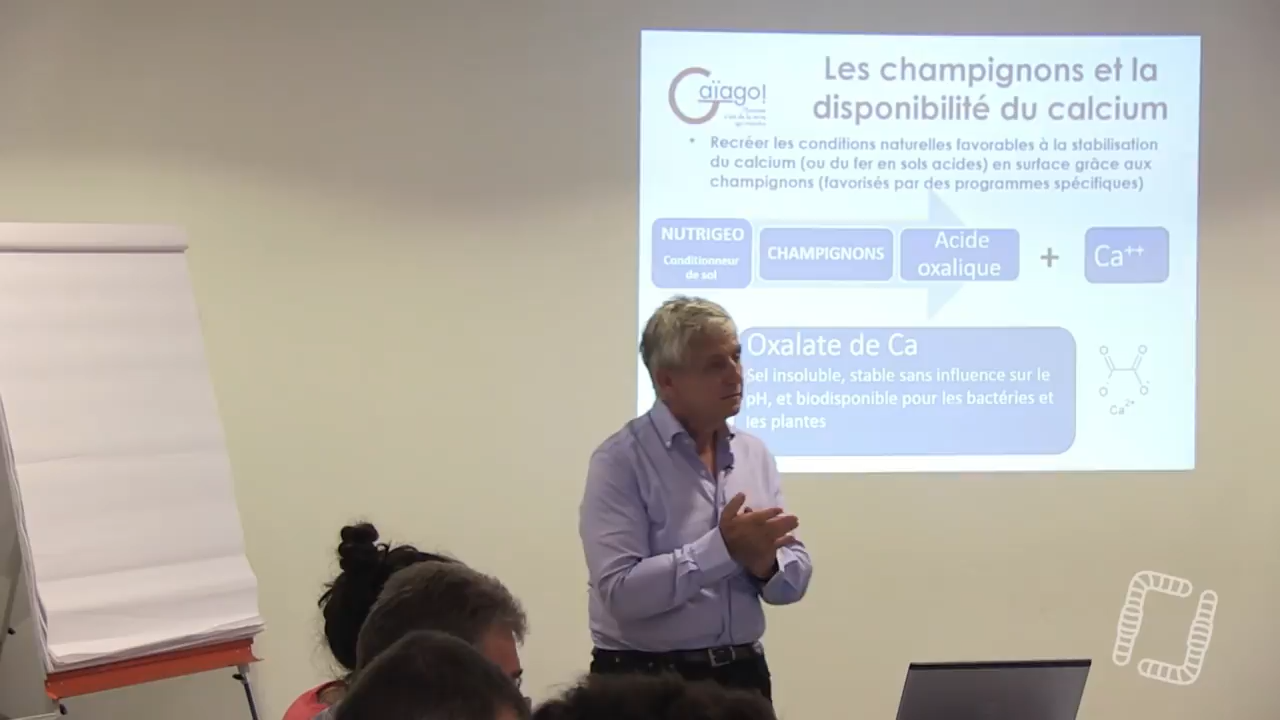 Les champignons et la
disponibilité du calcium
Gaïago!
• Recréer les conditions naturelles favorables à la stabilisation
du calcium (ou du fer en sols acides) en surface grâce aux
champignons (favorisés par des programmes spécifiques)
NUTRIGEO
Conditionneur
de sol
CHAMPIGNONS
Acide
oxalique
+
Ca⁺⁺
Oxalate de Ca
Sel insoluble, stable sans influence sur le
pH, et biodisponible pour les bactéries et
les plantes
O O
O O
Ca²⁺